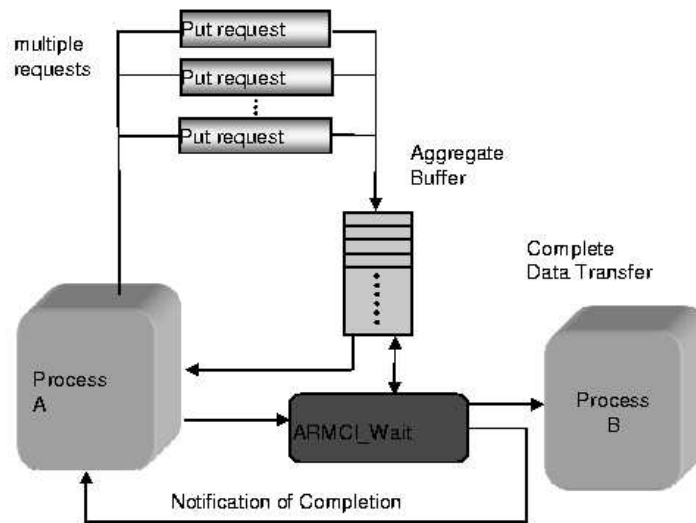 Put request
multiple
requests
Put request
Put request
Aggregate
Buffer
Complete
Data Transfer
Process
A
ARMCI_Wait
Process
B
Notification of Completion